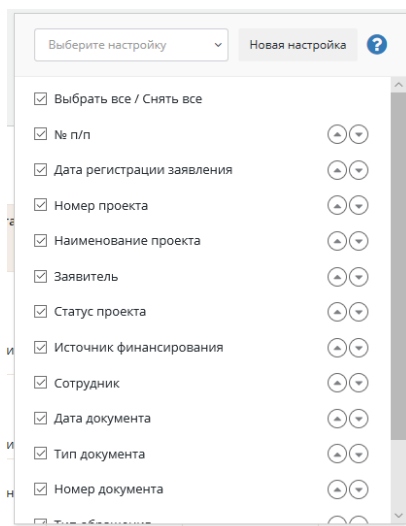 Выберите настройку
Новая настройка
?
Выбрать все / Снять все
№ п/п
Дата регистрации заявления
Номер проекта
Наименование проекта
Заявитель
Статус проекта
Источник финансирования
Сотрудник
Дата документа
Тип документа
Номер документа